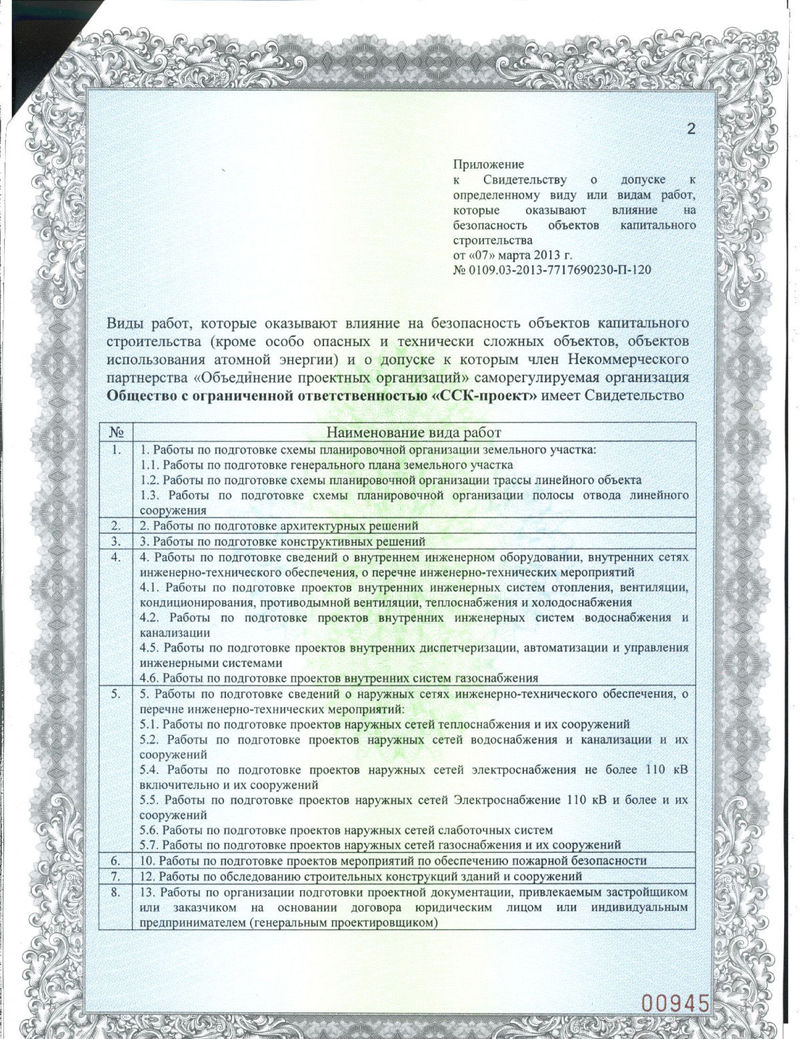 2
Приложение
к Свидетельству о допуске к
определенному виду или видам работ,
которые оказывают влияние на
безопасность объектов капитального
строительства
от «07» марта 2013 г.
№ 0109.03-2013-7717690230-П-120
Виды работ, которые оказывают влияние на безопасность объектов капитального
строительства (кроме особо опасных и технически сложных объектов, объектов
использования атомной энергии) и о допуске к которым член Некоммерческого
партнерства «Объединение проектных организаций» саморегулируемая организация
Общество с ограниченной ответственностью «ССК-проект» имеет Свидетельство
№ Наименование вида работ
1. 1. Работы по подготовке схемы планировочной организации земельного участка:
1.1. Работы по подготовке генерального плана земельного участка
1.2. Работы по подготовке схемы планировочной организации трассы линейного объекта
1.3. Работы по подготовке схемы планировочной организации полосы отвода линейного
сооружения
2. 2. Работы по подготовке архитектурных решений
3. 3. Работы по подготовке конструктивных решений
4. 4. Работы по подготовке сведений о внутреннем инженерном оборудовании, внутренних сетях
инженерно-технического обеспечения, о перечне инженерно-технических мероприятий
4.1. Работы по подготовке проектов внутренних инженерных систем отопления, вентиляции,
кондиционирования, противодымной вентиляции, теплоснабжения и холодоснабжения
4.2. Работы по подготовке проектов внутренних инженерных систем водоснабжения и
канализации
4.5. Работы по подготовке проектов внутренних диспетчеризации, автоматизации и управления
инженерными системами
4.6. Работы по подготовке проектов внутренних систем газоснабжения
5. 5. Работы по подготовке сведений о наружных сетях инженерно-технического обеспечения, о
перечне инженерно-технических мероприятий:
5.1. Работы по подготовке проектов наружных сетей теплоснабжения и их сооружений
5.2. Работы по подготовке проектов наружных сетей водоснабжения и канализации и их
сооружений
5.4. Работы по подготовке проектов наружных сетей электроснабжения не более 110 кВ
включительно и их сооружений
5.5. Работы по подготовке проектов наружных сетей Электроснабжение 110 кВ и более и их
сооружений
5.6. Работы по подготовке проектов наружных сетей слаботочных систем
5.7. Работы по подготовке проектов наружных сетей газоснабжения и их сооружений
6. 10. Работы по подготовке проектов мероприятий по обеспечению пожарной безопасности
7. 12. Работы по обследованию строительных конструкций зданий и сооружений
8. 13. Работы по организации подготовки проектной документации, привлекаемым застройщиком
или заказчиком на основании договора юридическим лицом или индивидуальным
предпринимателем (генеральным проектировщиком)
00945